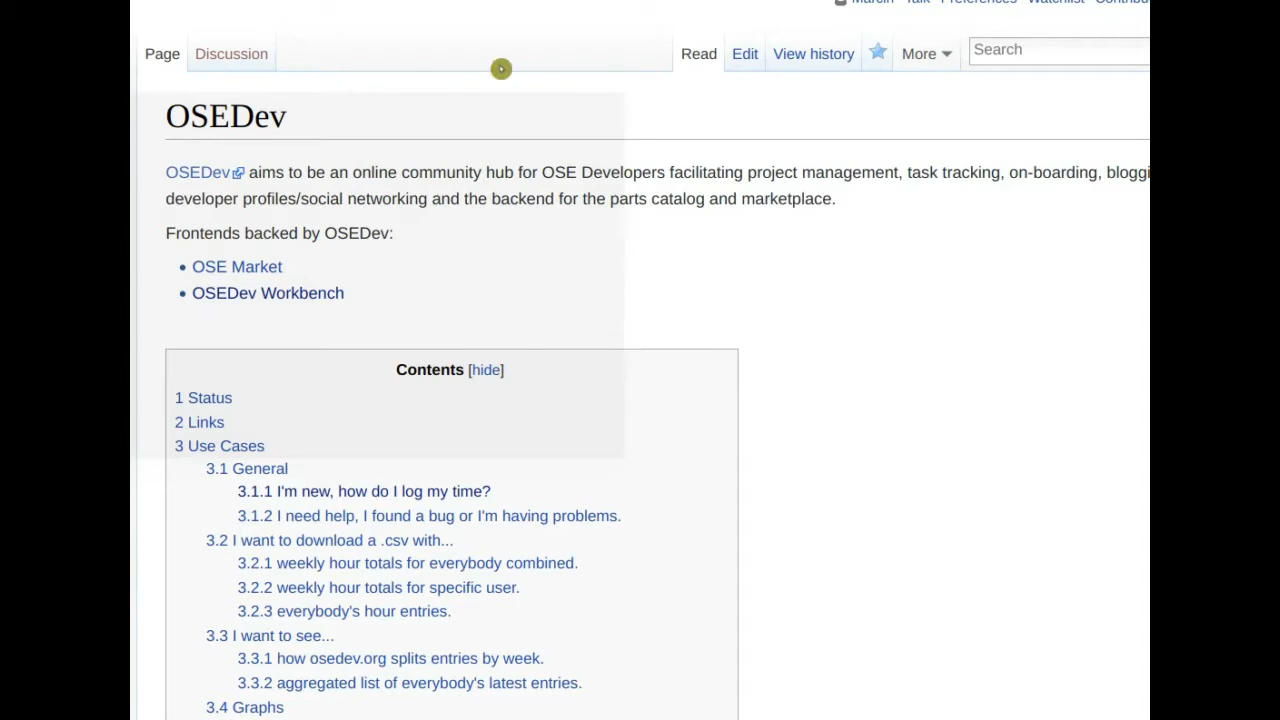 Marcin Talk Preferences Watchlist
Page Discussion Read Edit View history More Search
OSEDev
OSEDev aims to be an online community hub for OSE Developers facilitating project management, task tracking, on-boarding, bloggi
developer profiles/social networking and the backend for the parts catalog and marketplace.
Frontends backed by OSEDev:
• OSE Market
• OSEDev Workbench
Contents [hide]
1 Status
2 Links
3 Use Cases
3.1 General
3.1.1 I'm new, how do I log my time?
3.1.2 I need help, I found a bug or I'm having problems.
3.2 I want to download a .csv with...
3.2.1 weekly hour totals for everybody combined.
3.2.2 weekly hour totals for specific user.
3.2.3 everybody's hour entries.
3.3 I want to see...
3.3.1 how osedev.org splits entries by week.
3.3.2 aggregated list of everybody's latest entries.
3.4 Graphs